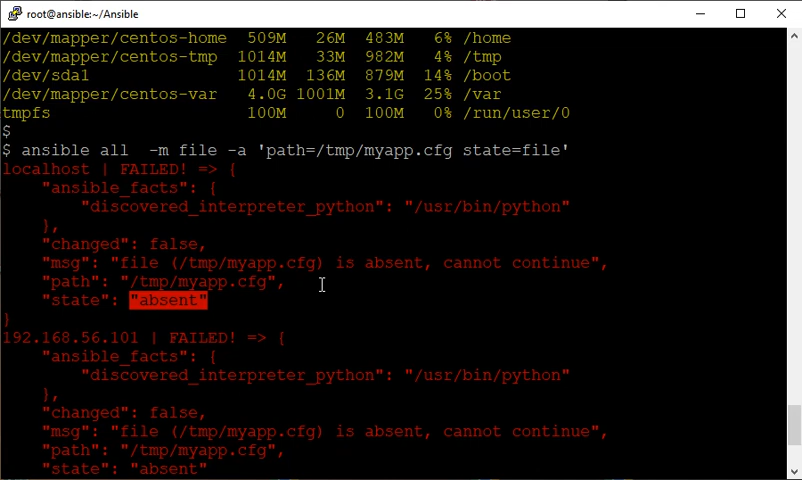 root@ansible:~/Ansible
/dev/mapper/centos-home  509M   26M  483M   6% /home
/dev/mapper/centos-tmp  1014M   33M  982M   4% /tmp
/dev/sda1               1014M  136M  879M  14% /boot
/dev/mapper/centos-var   4.0G 1001M  3.1G  25% /var
tmpfs                    100M     0  100M   0% /run/user/0
$
$ ansible all  -m file -a 'path=/tmp/myapp.cfg state=file'
localhost | FAILED! => {
    "ansible_facts": {
        "discovered_interpreter_python": "/usr/bin/python"
    },
    "changed": false,
    "msg": "file (/tmp/myapp.cfg) is absent, cannot continue",
    "path": "/tmp/myapp.cfg",
    "state": "absent"
}
192.168.56.101 | FAILED! => {
    "ansible_facts": {
        "discovered_interpreter_python": "/usr/bin/python"
    },
    "changed": false,
    "msg": "file (/tmp/myapp.cfg) is absent, cannot continue",
    "path": "/tmp/myapp.cfg",
    "state": "absent"